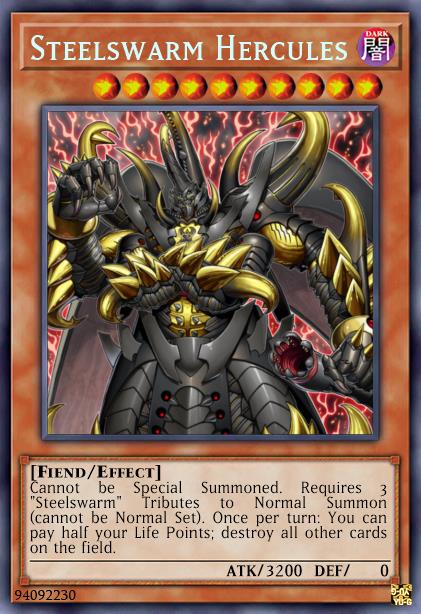 STEELSWARM HERCULES
DARK
闇
[FIEND/EFFECT]
Cannot be Special Summoned. Requires 3
"Steelswarm" Tributes to Normal Summon
(cannot be Normal Set). Once per turn: You can
pay half your Life Points; destroy all other cards
on the field.
ATK/3200 DEF/ 0
94092230